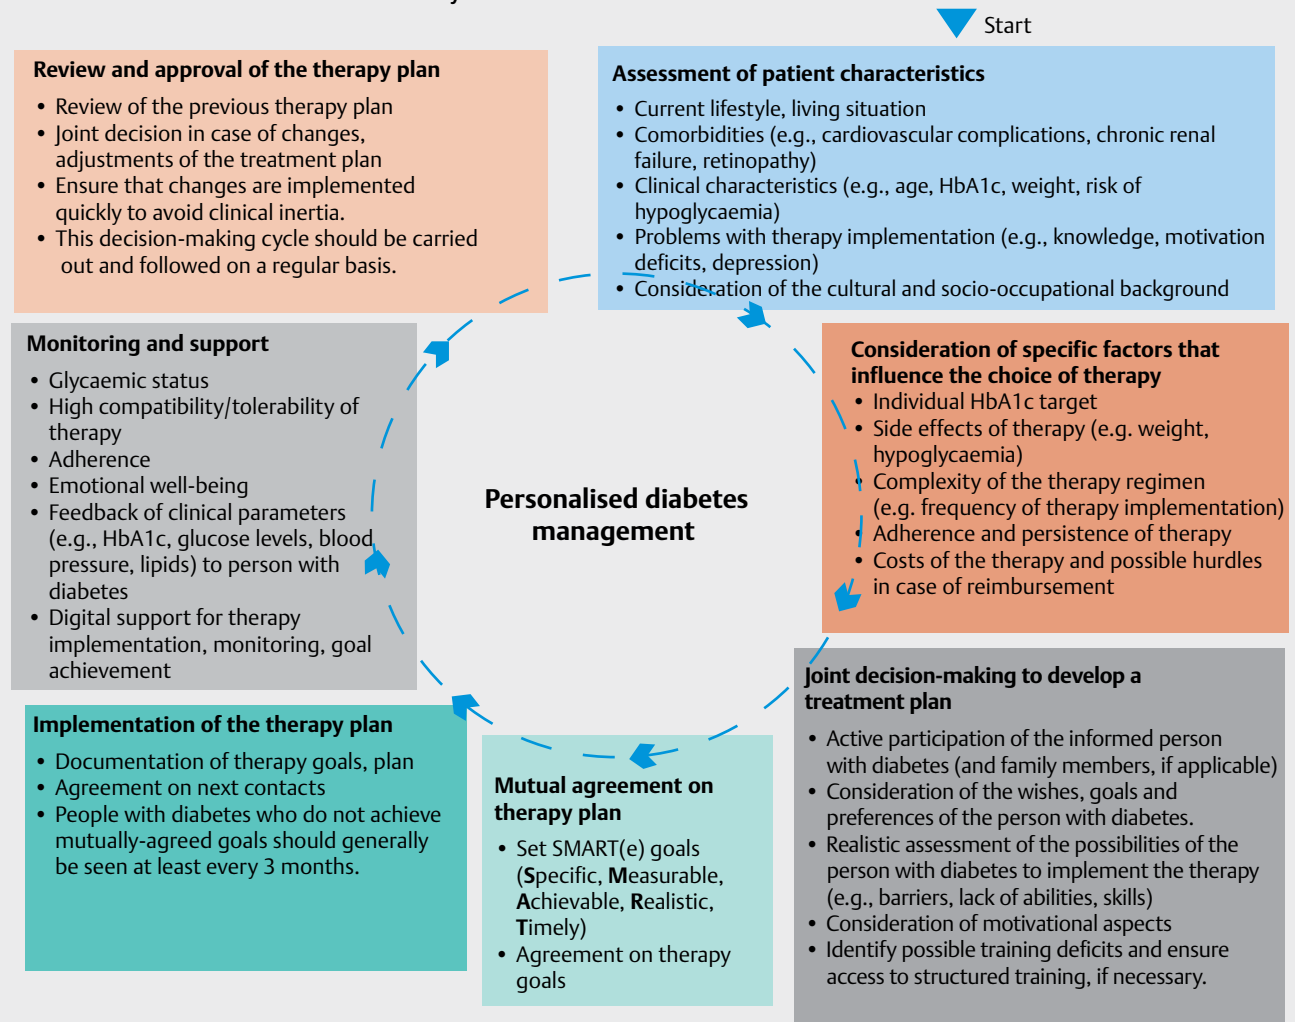 Start
Review and approval of the therapy plan
• Review of the previous therapy plan
• Joint decision in case of changes,
adjustments of the treatment plan
• Ensure that changes are implemented
quickly to avoid clinical inertia.
• This decision-making cycle should be carried
out and followed on a regular basis.
Assessment of patient characteristics
• Current lifestyle, living situation
• Comorbidities (e.g., cardiovascular complications, chronic renal
failure, retinopathy)
• Clinical characteristics (e.g., age, HbA1c, weight, risk of
hypoglycaemia)
• Problems with therapy implementation (e.g., knowledge, motivation
deficits, depression)
• Consideration of the cultural and socio-occupational background
Consideration of specific factors that
influence the choice of therapy
• Individual HbA1c target
• Side effects of therapy (e.g. weight,
hypoglycaemia)
• Complexity of the therapy regimen
(e.g. frequency of therapy implementation)
• Adherence and persistence of therapy
• Costs of the therapy and possible hurdles
in case of reimbursement
Joint decision-making to develop a
treatment plan
• Active participation of the informed person
with diabetes (and family members, if applicable)
• Consideration of the wishes, goals and
preferences of the person with diabetes.
• Realistic assessment of the possibilities of the
person with diabetes to implement the therapy
(e.g., barriers, lack of abilities, skills)
• Consideration of motivational aspects
• Identify possible training deficits and ensure
access to structured training, if necessary.
Mutual agreement on
therapy plan
• Set SMART(e) goals
(Specific, Measurable,
Achievable, Realistic,
Timely)
• Agreement on therapy
goals
Implementation of the therapy plan
• Documentation of therapy goals, plan
• Agreement on next contacts
• People with diabetes who do not achieve
mutually-agreed goals should generally
be seen at least every 3 months.
Monitoring and support
• Glycaemic status
• High compatibility/tolerability of
therapy
• Adherence
• Emotional well-being
• Feedback of clinical parameters
(e.g., HbA1c, glucose levels, blood
pressure, lipids) to person with
diabetes
• Digital support for therapy
implementation, monitoring, goal
achievement
Personalised diabetes
management